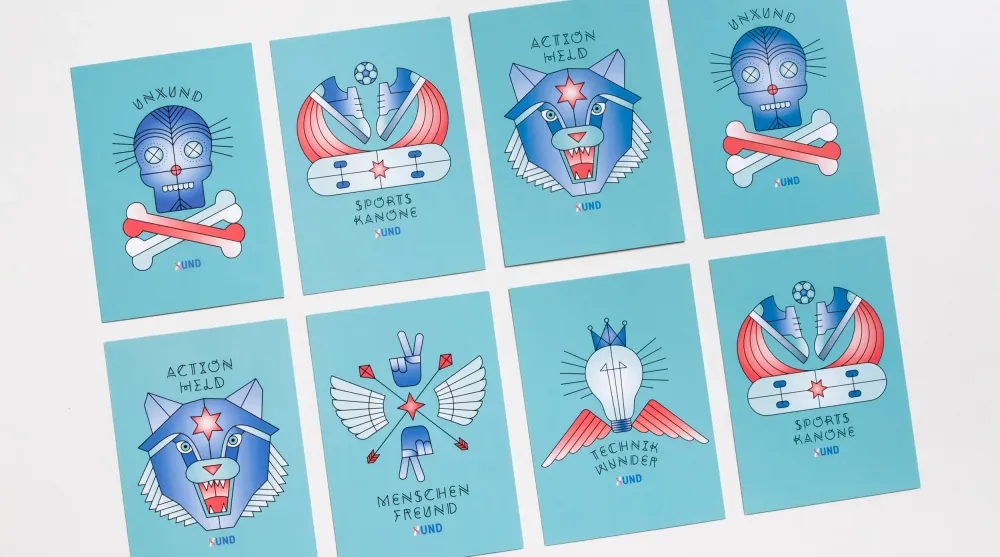 UNXUND
XUND
SPORTS
KANONE
XUND
ACTION
HELD
XUND
UNXUND
XUND
ACTION
HELD
XUND
MENSCHEN
FREUND
XUND
TECHNIK
WUNDER
XUND
SPORTS
KANONE
XUND